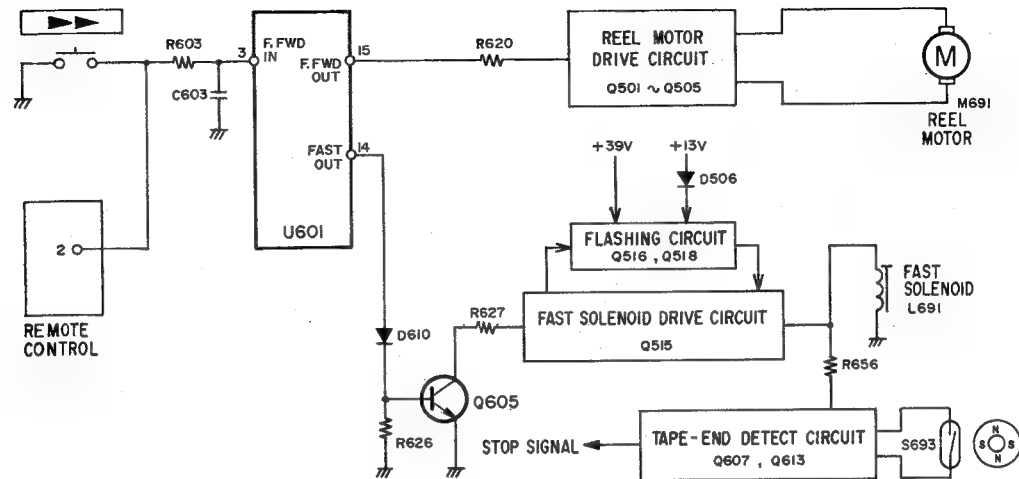 R603
3
F. FWD
IN
15
F.FWD
OUT
C603
FAST
OUT
14
U601
R620
REEL MOTOR
DRIVE CIRCUIT
Q501 ~ Q505
M
M691
REEL
MOTOR
+39V
+13V
D506
FLASHING CIRCUIT
Q516 , Q518
2
REMOTE
CONTROL
D610
R627
FAST SOLENOID DRIVE CIRCUIT
Q515
FAST
SOLENOID
L691
R656
Q605
R626
STOP SIGNAL
TAPE-END DETECT CIRCUIT
Q607 , Q613
S693
N
S S
N